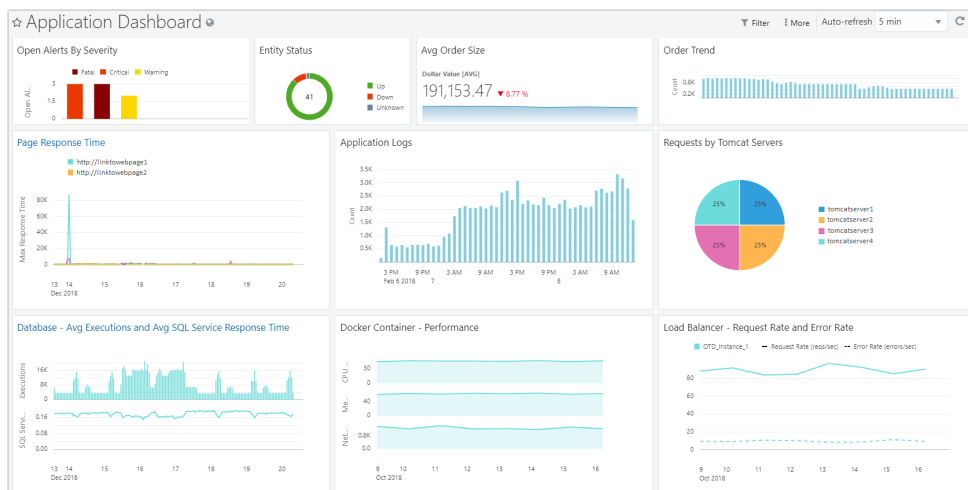 Application Dashboard
Filter
More
Auto-refresh
5 min
Open Alerts By Severity
Fatal
Critical
Warning
Open Al...
3
1.5
0
Entity Status
41
Up
Down
Unknown
Avg Order Size
Dollar Value [AVG]
191,153.47
8.77 %
Order Trend
Count
0.8K
0.2K
Page Response Time
http://linktowebpage1
http://linktowebpage2
Max Response Time
80K
60K
40K
20K
0
13 14 15 16 17 18 19 20
Dec 2018
Application Logs
Count
3.5K
3.0K
2.5K
2.0K
1.5K
1.0K
0.5K
0.0K
3 PM 9 PM 3 AM 9 AM 3 PM 9 PM 3 AM 9 AM
Feb 6 2018 7 8
Requests by Tomcat Servers
25% 25%
25% 25%
tomcatserver1
tomcatserver2
tomcatserver3
tomcatserver4
Database - Avg Executions and Avg SQL Service Response Time
Executions
16K
8K
0
SQL Servi...
0.16
0.08
0.00
13 14 15 16 17 18 19 20
Dec 2018
Docker Container - Performance
CPU ...
30
0
Me...
40
0
Net...
0.8K
0.0
9 10 11 12 13 14 15 16
Oct 2018
Load Balancer - Request Rate and Error Rate
OTD_Instance_1
Request Rate (reqs/sec)
Error Rate (errors/sec)
80
60
40
20
0
9 10 11 12 13 14 15 16
Oct 2018